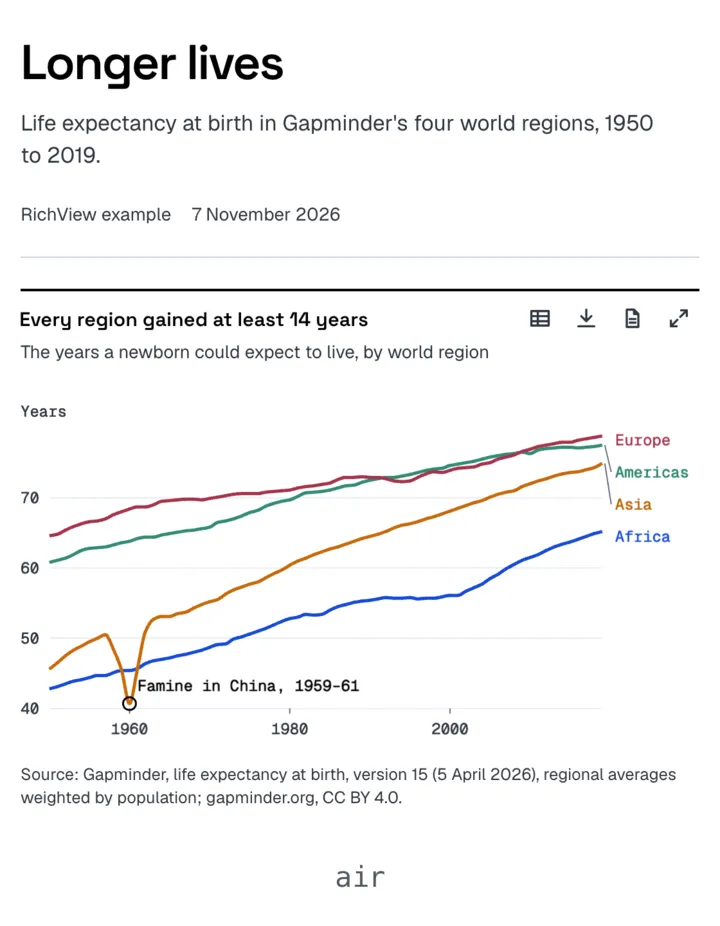 Longer lives
Life expectancy at birth in Gapminder's four world regions, 1950
to 2019.
RichView example 7 November 2026
Every region gained at least 14 years
The years a newborn could expect to live, by world region
Years
Europe
Americas
70
Asia
Africa
60
50
Famine in China, 1959–61
40
1960 1980 2000
Source: Gapminder, life expectancy at birth, version 15 (5 April 2026), regional averages
weighted by population; gapminder.org, CC BY 4.0.
air